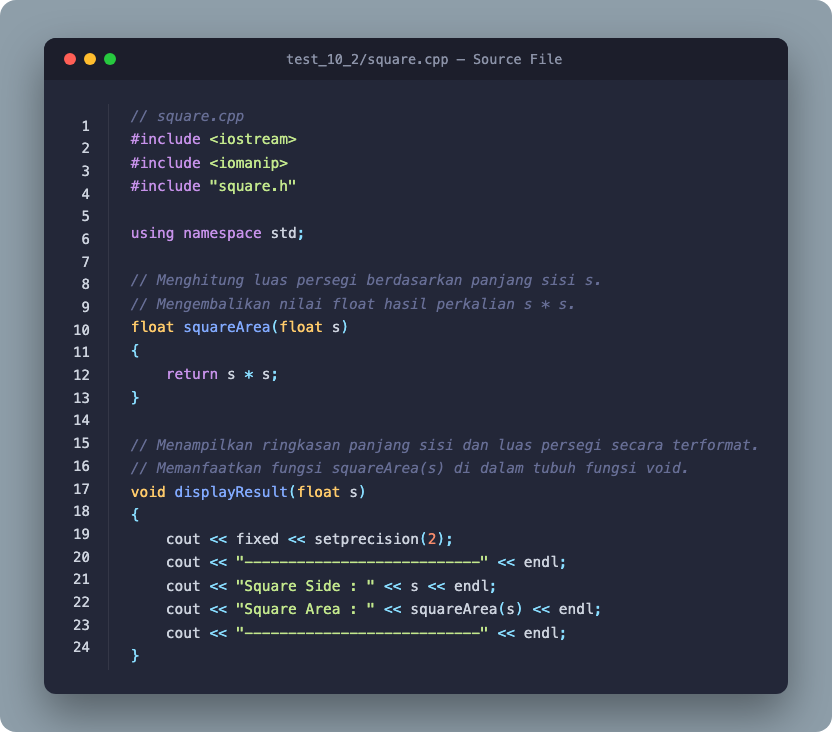 test_10_2/square.cpp — Source File
1 // square.cpp
2 #include <iostream>
3 #include <iomanip>
4 #include "square.h"
5
6 using namespace std;
7
8 // Menghitung luas persegi berdasarkan panjang sisi s.
9 // Mengembalikan nilai float hasil perkalian s * s.
10 float squareArea(float s)
11 {
12     return s * s;
13 }
14
15 // Menampilkan ringkasan panjang sisi dan luas persegi secara terformat.
16 // Memanfaatkan fungsi squareArea(s) di dalam tubuh fungsi void.
17 void displayResult(float s)
18 {
19     cout << fixed << setprecision(2);
20     cout << "---------------------------" << endl;
21     cout << "Square Side : " << s << endl;
22     cout << "Square Area : " << squareArea(s) << endl;
23     cout << "---------------------------" << endl;
24 }